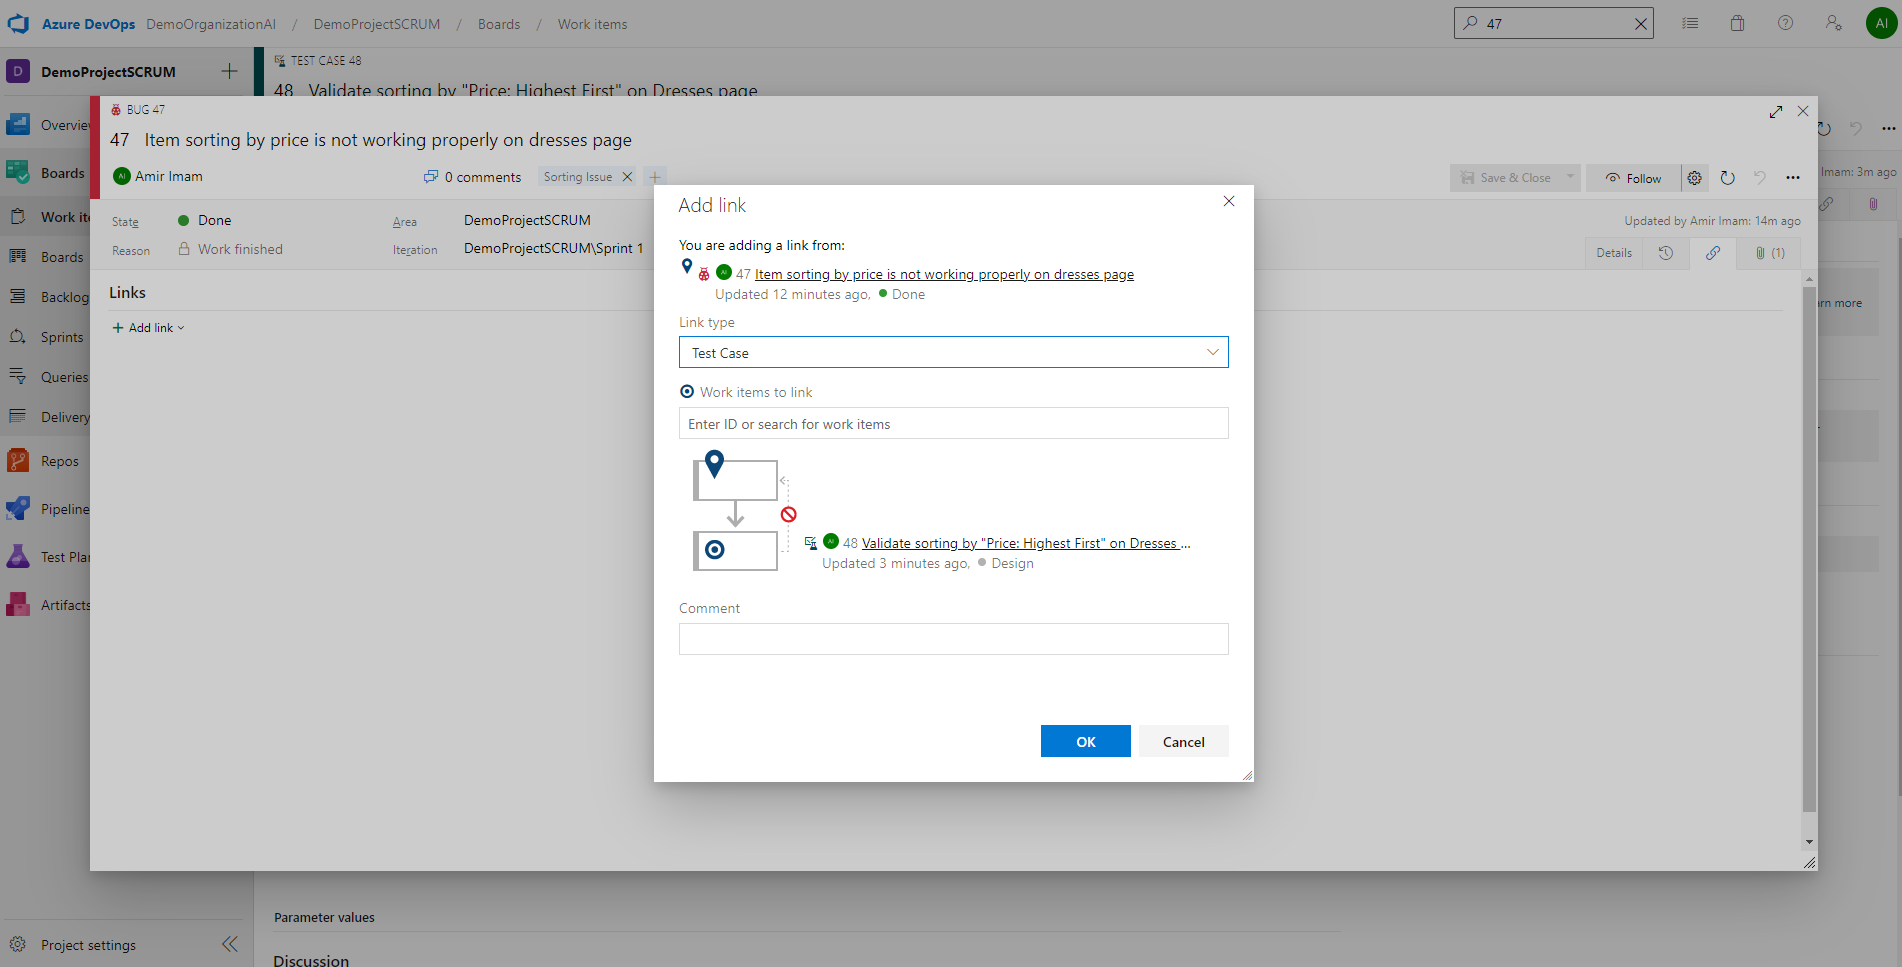 Azure DevOps DemoOrganizationAI / DemoProjectSCRUM / Boards / Work items
47
AI
D DemoProjectSCRUM
TEST CASE 48
48 Validate sorting by "Price: Highest First" on Dresses page
Overview
Boards
Work it
Boards
Backlog
Sprints
Queries
Delivery
Repos
Pipeline
Test Plan
Artifacts
Project settings
BUG 47
47 Item sorting by price is not working properly on dresses page
AI Amir Imam
0 comments
Sorting Issue
Save & Close
Follow
State Done
Area DemoProjectSCRUM
Updated by Amir Imam: 14m ago
Reason Work finished
Iteration DemoProjectSCRUM\Sprint 1
Details
(1)
Links
Add link
Imam: 3m ago
rn more
Add link
You are adding a link from:
AI 47 Item sorting by price is not working properly on dresses page
Updated 12 minutes ago, Done
Link type
Test Case
Work items to link
Enter ID or search for work items
AI 48 Validate sorting by "Price: Highest First" on Dresses ...
Updated 3 minutes ago, Design
Comment
OK
Cancel
Parameter values
Discussion